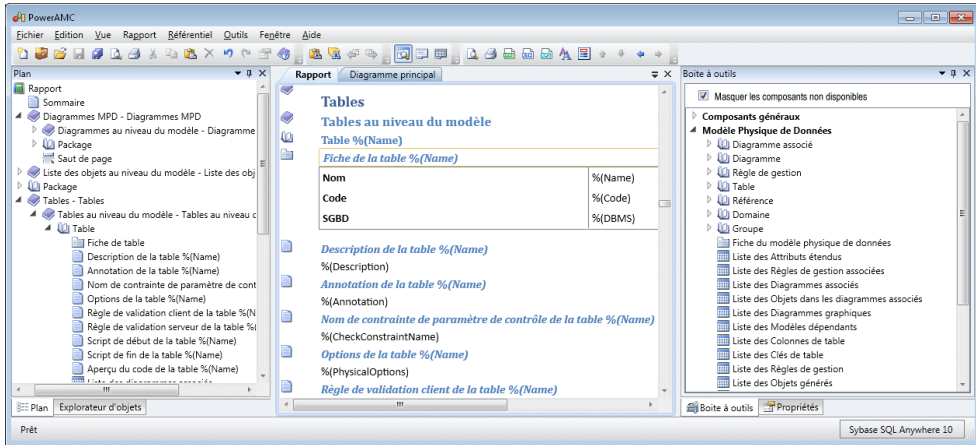 PowerAMC
Fichier Edition Vue Rapport Référentiel Outils Fenêtre Aide
Plan
Rapport
Sommaire
Diagrammes MPD - Diagrammes MPD
Diagrammes au niveau du modèle - Diagramme
Package
Saut de page
Liste des objets au niveau du modèle - Liste des obj
Package
Tables - Tables
Tables au niveau du modèle - Tables au niveau c
Table
Fiche de table
Description de la table %(Name)
Annotation de la table %(Name)
Nom de contrainte de paramètre de cont
Options de la table %(Name)
Règle de validation client de la table %(N
Règle de validation serveur de la table %(
Script de début de la table %(Name)
Script de fin de la table %(Name)
Aperçu du code de la table %(Name)
Liste des diagrammes associés
Plan Explorateur d'objets
Rapport Diagramme principal
Tables
Tables au niveau du modèle
Table %(Name)
Fiche de la table %(Name)
Nom %(Name)
Code %(Code)
SGBD %(DBMS)
Description de la table %(Name)
%(Description)
Annotation de la table %(Name)
%(Annotation)
Nom de contrainte de paramètre de contrôle de la table %(Name)
%(CheckConstraintName)
Options de la table %(Name)
%(PhysicalOptions)
Règle de validation client de la table %(Name)
Boite à outils
Masquer les composants non disponibles
Composants généraux
Modèle Physique de Données
Diagramme associé
Diagramme
Règle de gestion
Table
Référence
Domaine
Groupe
Fiche du modèle physique de données
Liste des Attributs étendus
Liste des Règles de gestion associées
Liste des Diagrammes associés
Liste des Objets dans les diagrammes associés
Liste des Diagrammes graphiques
Liste des Modèles dépendants
Liste des Colonnes de table
Liste des Clés de table
Liste des Règles de gestion
Liste des Objets générés
Boite à outils Propriétés
Prêt
Sybase SQL Anywhere 10